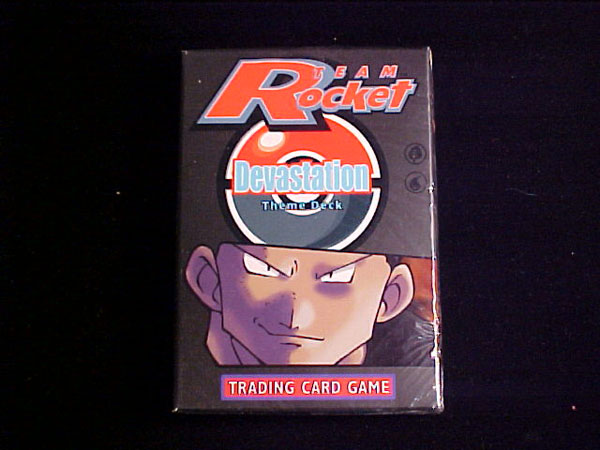 TEAM
Rocket
Devastation
Theme Deck
TRADING CARD GAME